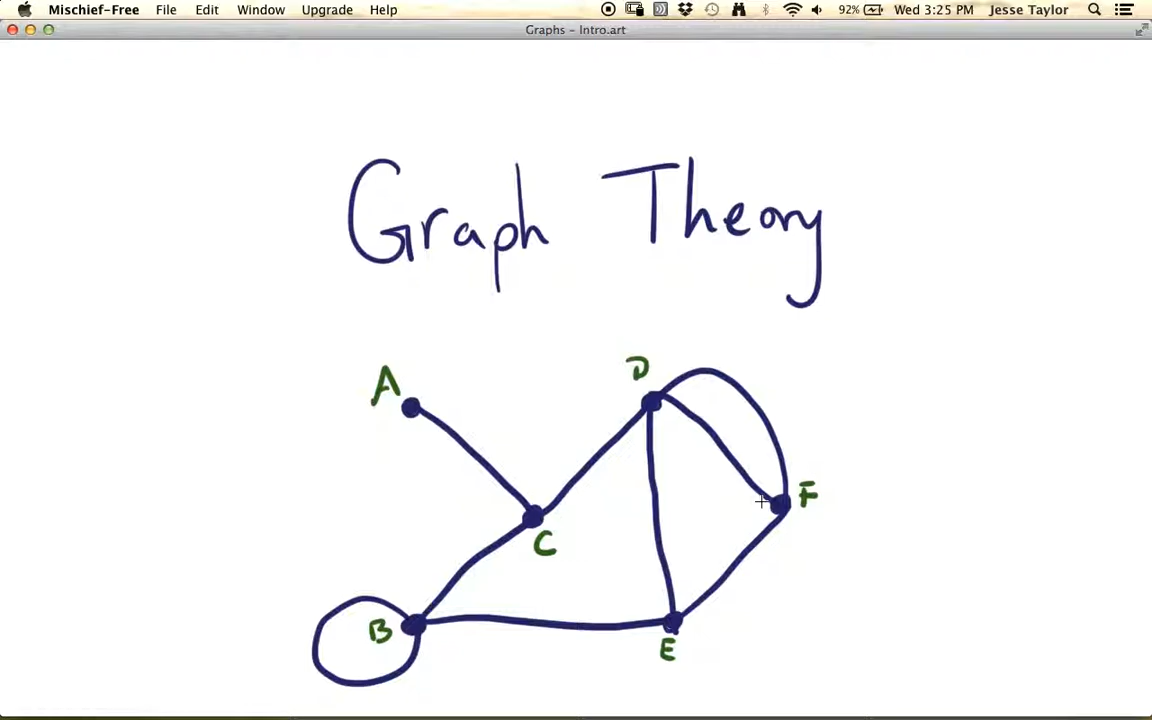 Mischief-Free File Edit Window Upgrade Help 92% Wed 3:25 PM Jesse Taylor
Graphs - Intro.art
Graph Theory
D
A
F
C
B
E